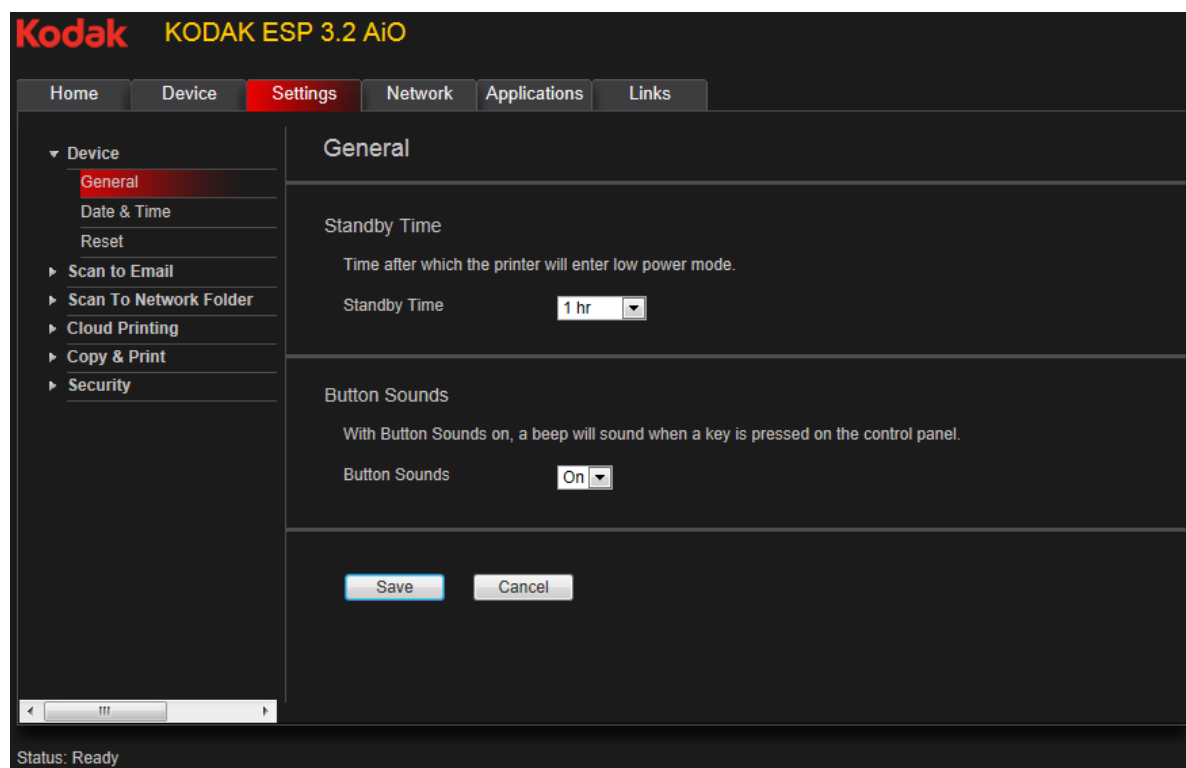 Kodak KODAK ESP 3.2 AiO
Home Device Settings Network Applications Links
Device
General
Date & Time
Reset
Scan to Email
Scan To Network Folder
Cloud Printing
Copy & Print
Security
General
Standby Time
Time after which the printer will enter low power mode.
Standby Time 1 hr
Button Sounds
With Button Sounds on, a beep will sound when a key is pressed on the control panel.
Button Sounds On
Save Cancel
Status: Ready